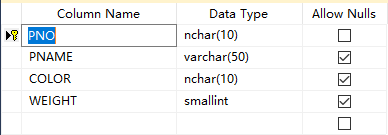 Column Name Data Type Allow Nulls
PNO nchar(10)
PNAME varchar(50)
COLOR nchar(10)
WEIGHT smallint